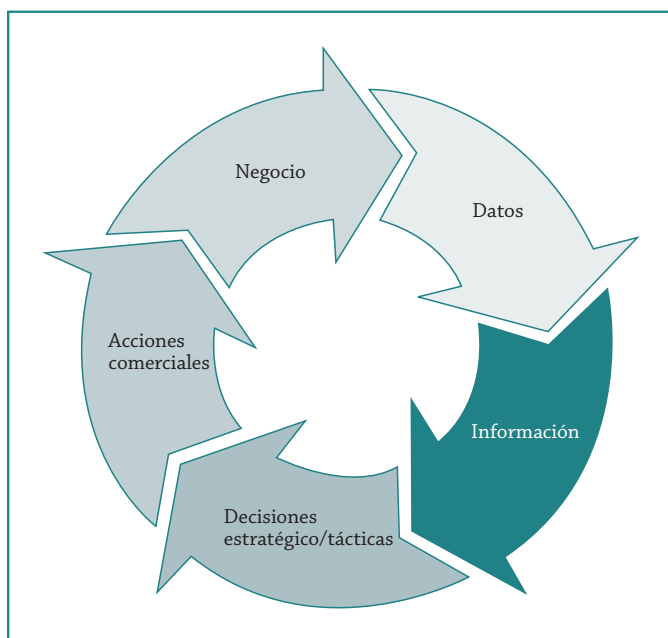 Negocio
Datos
Información
Decisiones
estratégico/tácticas
Acciones
comerciales